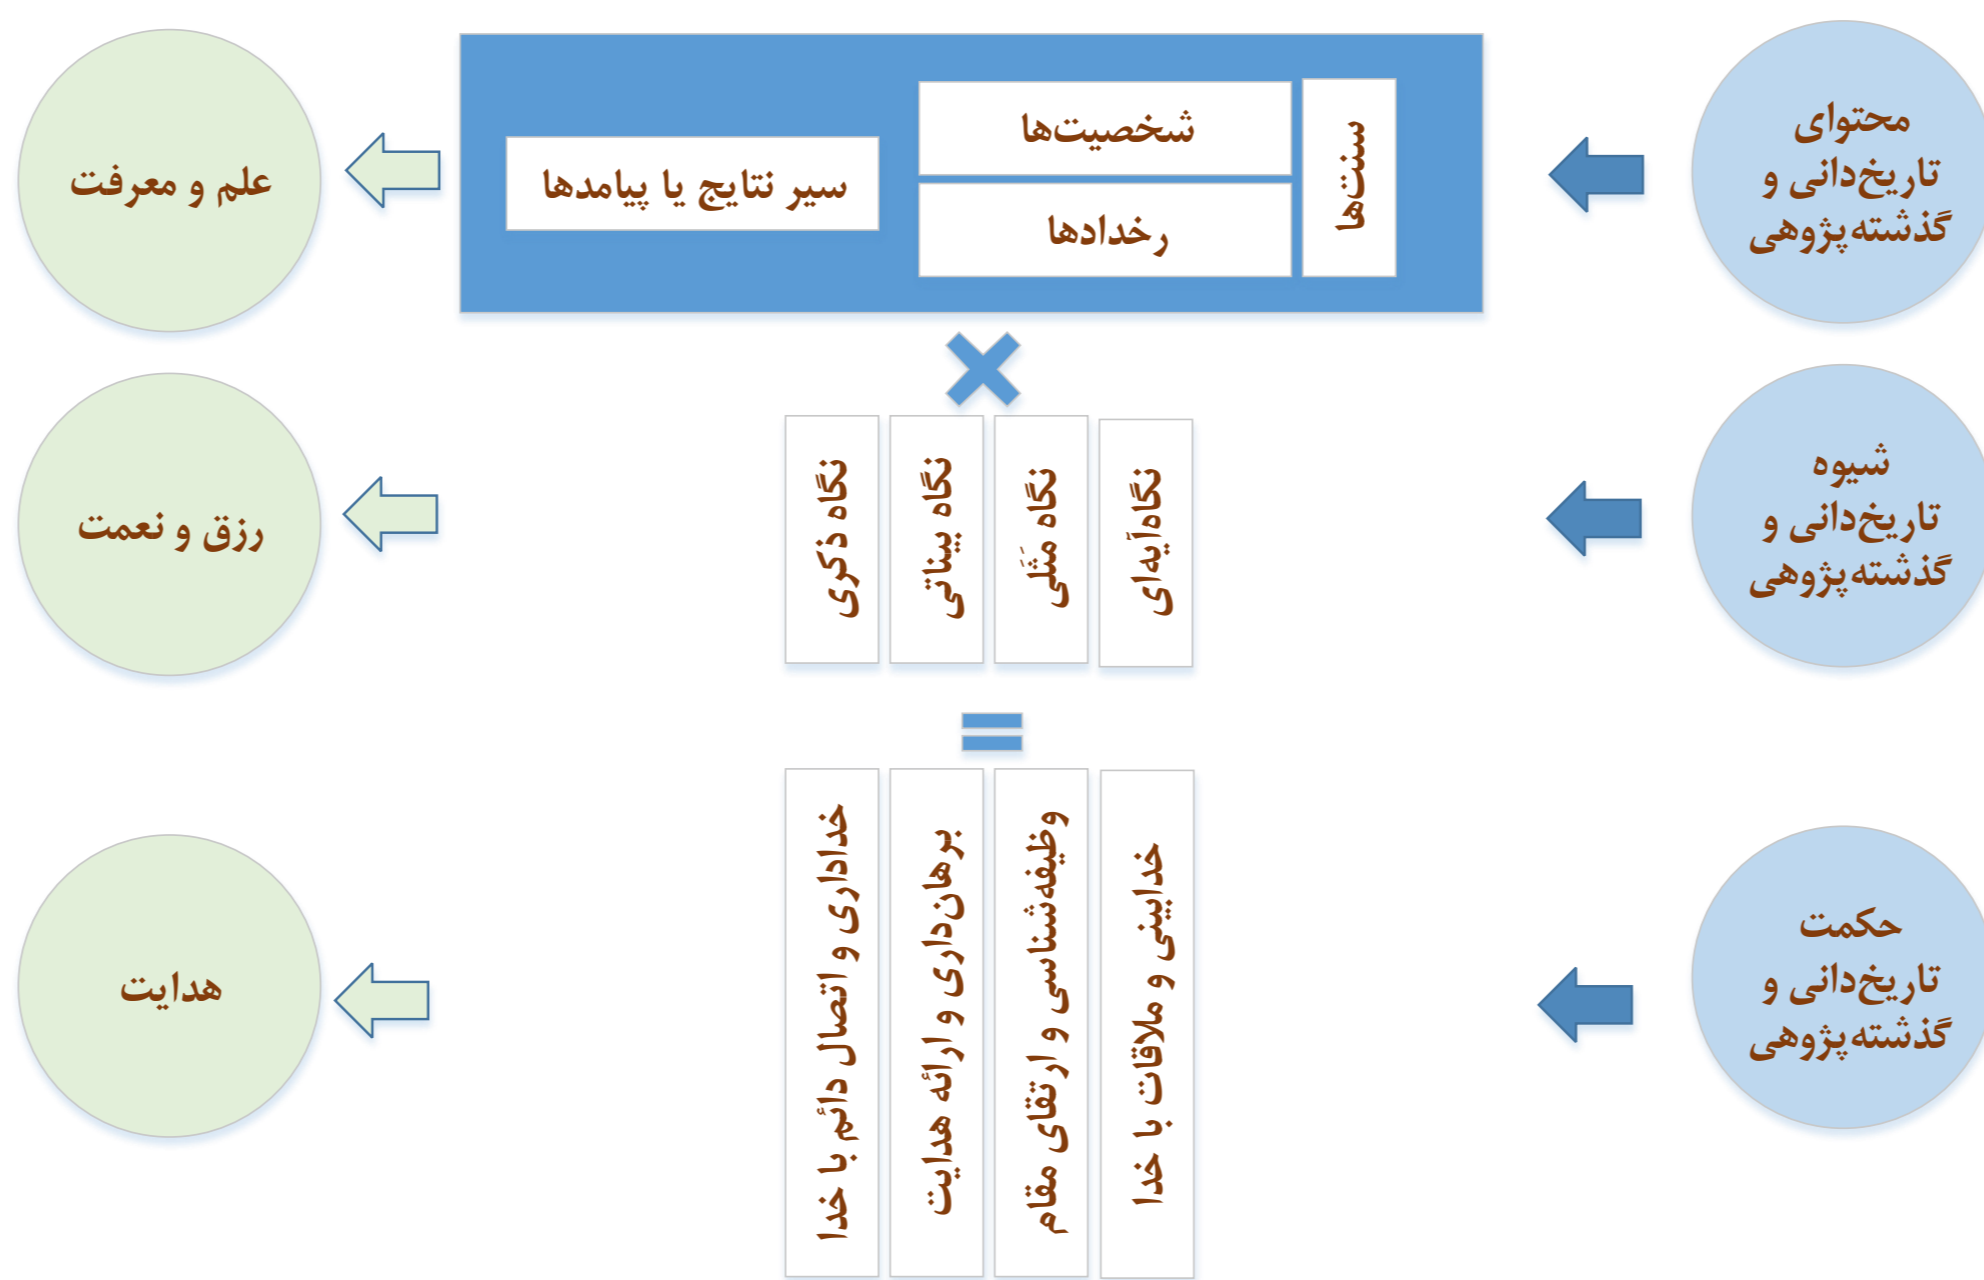 محتوای
تاریخ‌دانی و
گذشته‌پژوهی
سنت‌ها
شخصیت‌ها
رخدادها
سیر نتایج یا پیامدها
علم و معرفت
شیوه
تاریخ‌دانی و
گذشته‌پژوهی
نگاه‌آیه‌ای
نگاه مثَلی
نگاه بیناتی
نگاه ذکری
رزق و نعمت
حکمت
تاریخ‌دانی و
گذشته‌پژوهی
خدابینی و ملاقات با خدا
وظیفه‌شناسی و ارتقای مقام
برهان‌داری و ارائه هدایت
خداداری و اتصال دائم با خدا
هدایت